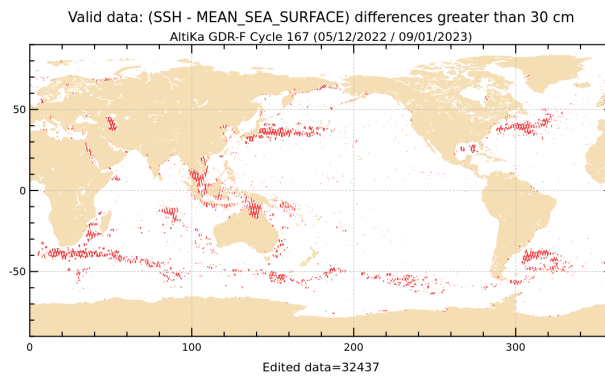 Valid data: (SSH - MEAN_SEA_SURFACE) differences greater than 30 cm
AltiKa GDR-F Cycle 167 (05/12/2022 / 09/01/2023)
50
0
-50
0
100
200
300
Edited data=32437